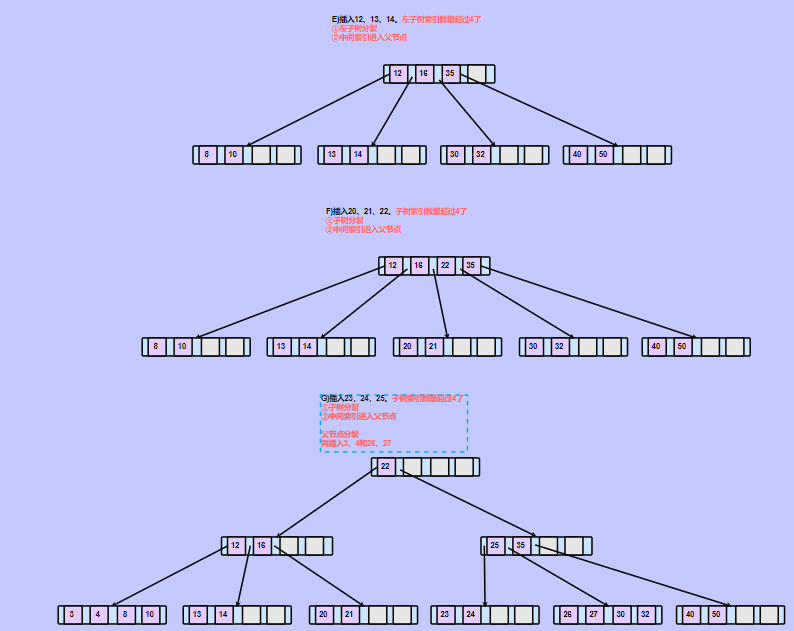 E)插入12、13、14。左子树索引数量超过4了
①左子树分裂
②中间索引进入父节点
12 16 35
8 10 13 14 30 32 40 50
F)插入20、21、22。子树索引数量超过4了
①子树分裂
②中间索引进入父节点
12 16 22 35
8 10 13 14 20 21 30 32 40 50
G)插入23、24、25。子树索引数量超过4了
①子树分裂
②中间索引进入父节点
父节点分裂
再插入3、4和26、27
22
12 16 25 35
3 4 8 10 13 14 20 21 23 24 26 27 30 32 40 50